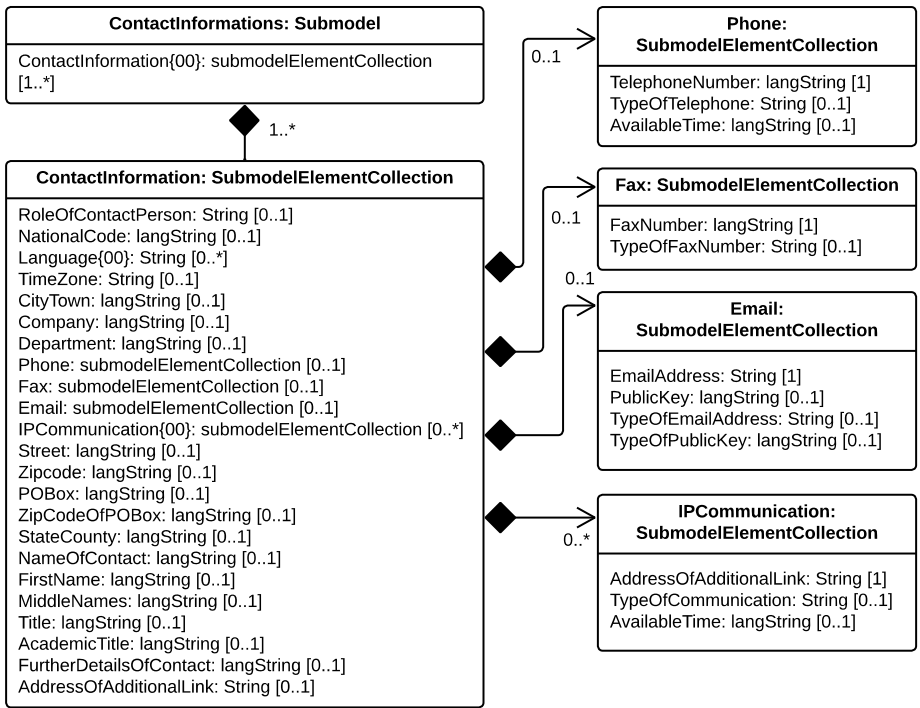 ContactInformations: Submodel
ContactInformation{00}: submodelElementCollection
[1..*]
1..*
ContactInformation: SubmodelElementCollection
RoleOfContactPerson: String [0..1]
NationalCode: langString [0..1]
Language{00}: String [0..*]
TimeZone: String [0..1]
CityTown: langString [0..1]
Company: langString [0..1]
Department: langString [0..1]
Phone: submodelElementCollection [0..1]
Fax: submodelElementCollection [0..1]
Email: submodelElementCollection [0..1]
IPCommunication{00}: submodelElementCollection [0..*]
Street: langString [0..1]
Zipcode: langString [0..1]
POBox: langString [0..1]
ZipCodeOfPOBox: langString [0..1]
StateCounty: langString [0..1]
NameOfContact: langString [0..1]
FirstName: langString [0..1]
MiddleNames: langString [0..1]
Title: langString [0..1]
AcademicTitle: langString [0..1]
FurtherDetailsOfContact: langString [0..1]
AddressOfAdditionalLink: String [0..1]
0..1
Phone:
SubmodelElementCollection
TelephoneNumber: langString [1]
TypeOfTelephone: String [0..1]
AvailableTime: langString [0..1]
0..1
Fax: SubmodelElementCollection
FaxNumber: langString [1]
TypeOfFaxNumber: String [0..1]
0..1
Email:
SubmodelElementCollection
EmailAddress: String [1]
PublicKey: langString [0..1]
TypeOfEmailAddress: String [0..1]
TypeOfPublicKey: langString [0..1]
0..*
IPCommunication:
SubmodelElementCollection
AddressOfAdditionalLink: String [1]
TypeOfCommunication: String [0..1]
AvailableTime: langString [0..1]